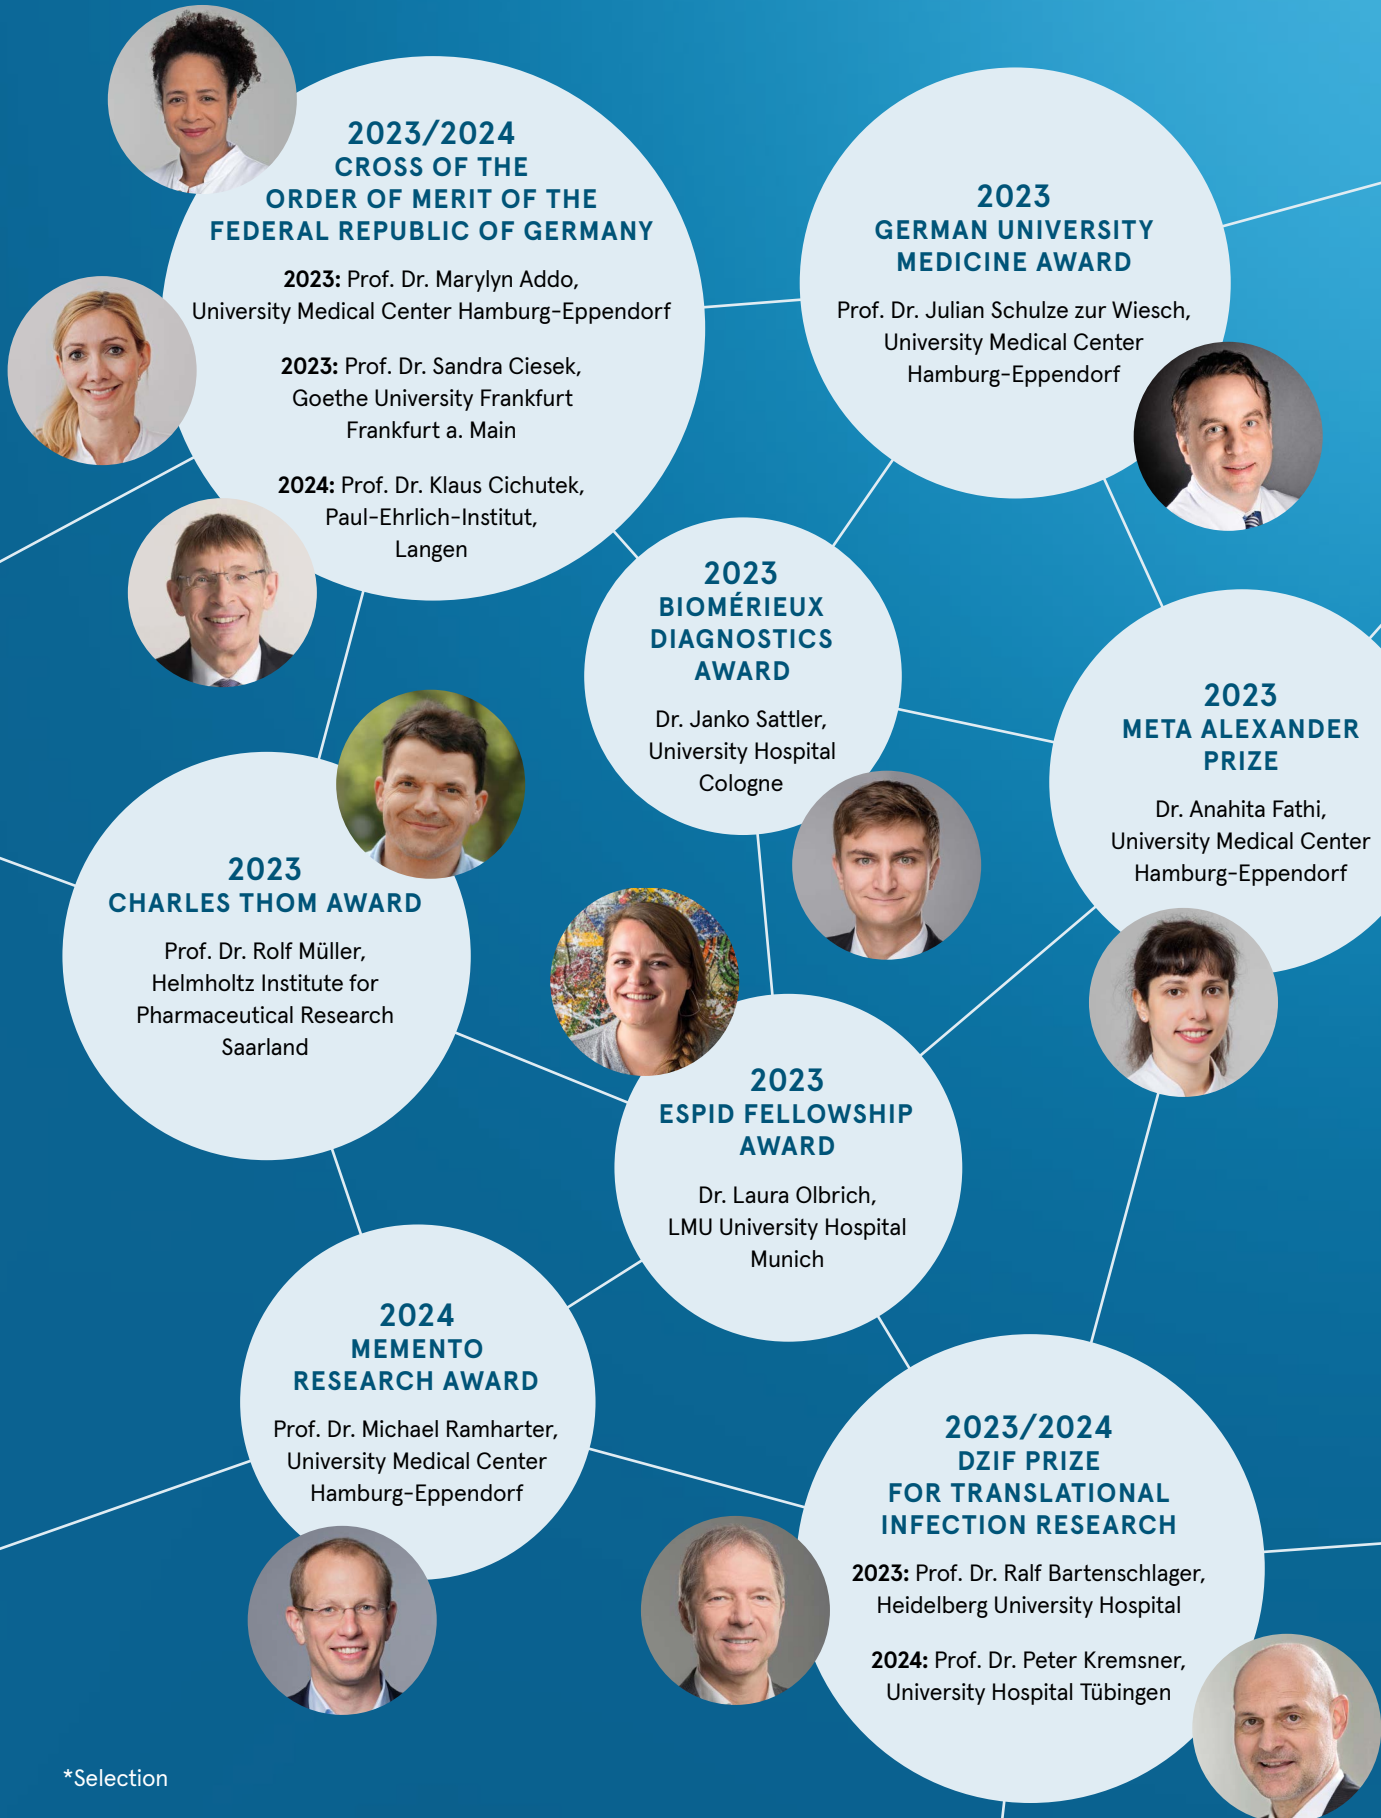 2023/2024
CROSS OF THE
ORDER OF MERIT OF THE
FEDERAL REPUBLIC OF GERMANY
2023: Prof. Dr. Marylyn Addo,
University Medical Center Hamburg-Eppendorf
2023: Prof. Dr. Sandra Ciesek,
Goethe University Frankfurt
Frankfurt a. Main
2024: Prof. Dr. Klaus Cichutek,
Paul-Ehrlich-Institut,
Langen
2023
GERMAN UNIVERSITY
MEDICINE AWARD
Prof. Dr. Julian Schulze zur Wiesch,
University Medical Center
Hamburg-Eppendorf
2023
BIOMÉRIEUX
DIAGNOSTICS
AWARD
Dr. Janko Sattler,
University Hospital
Cologne
2023
META ALEXANDER
PRIZE
Dr. Anahita Fathi,
University Medical Center
Hamburg-Eppendorf
2023
CHARLES THOM AWARD
Prof. Dr. Rolf Müller,
Helmholtz Institute for
Pharmaceutical Research
Saarland
2023
ESPID FELLOWSHIP
AWARD
Dr. Laura Olbrich,
LMU University Hospital
Munich
2024
MEMENTO
RESEARCH AWARD
Prof. Dr. Michael Ramharter,
University Medical Center
Hamburg-Eppendorf
2023/2024
DZIF PRIZE
FOR TRANSLATIONAL
INFECTION RESEARCH
2023: Prof. Dr. Ralf Bartenschlager,
Heidelberg University Hospital
2024: Prof. Dr. Peter Kremsner,
University Hospital Tübingen
*Selection